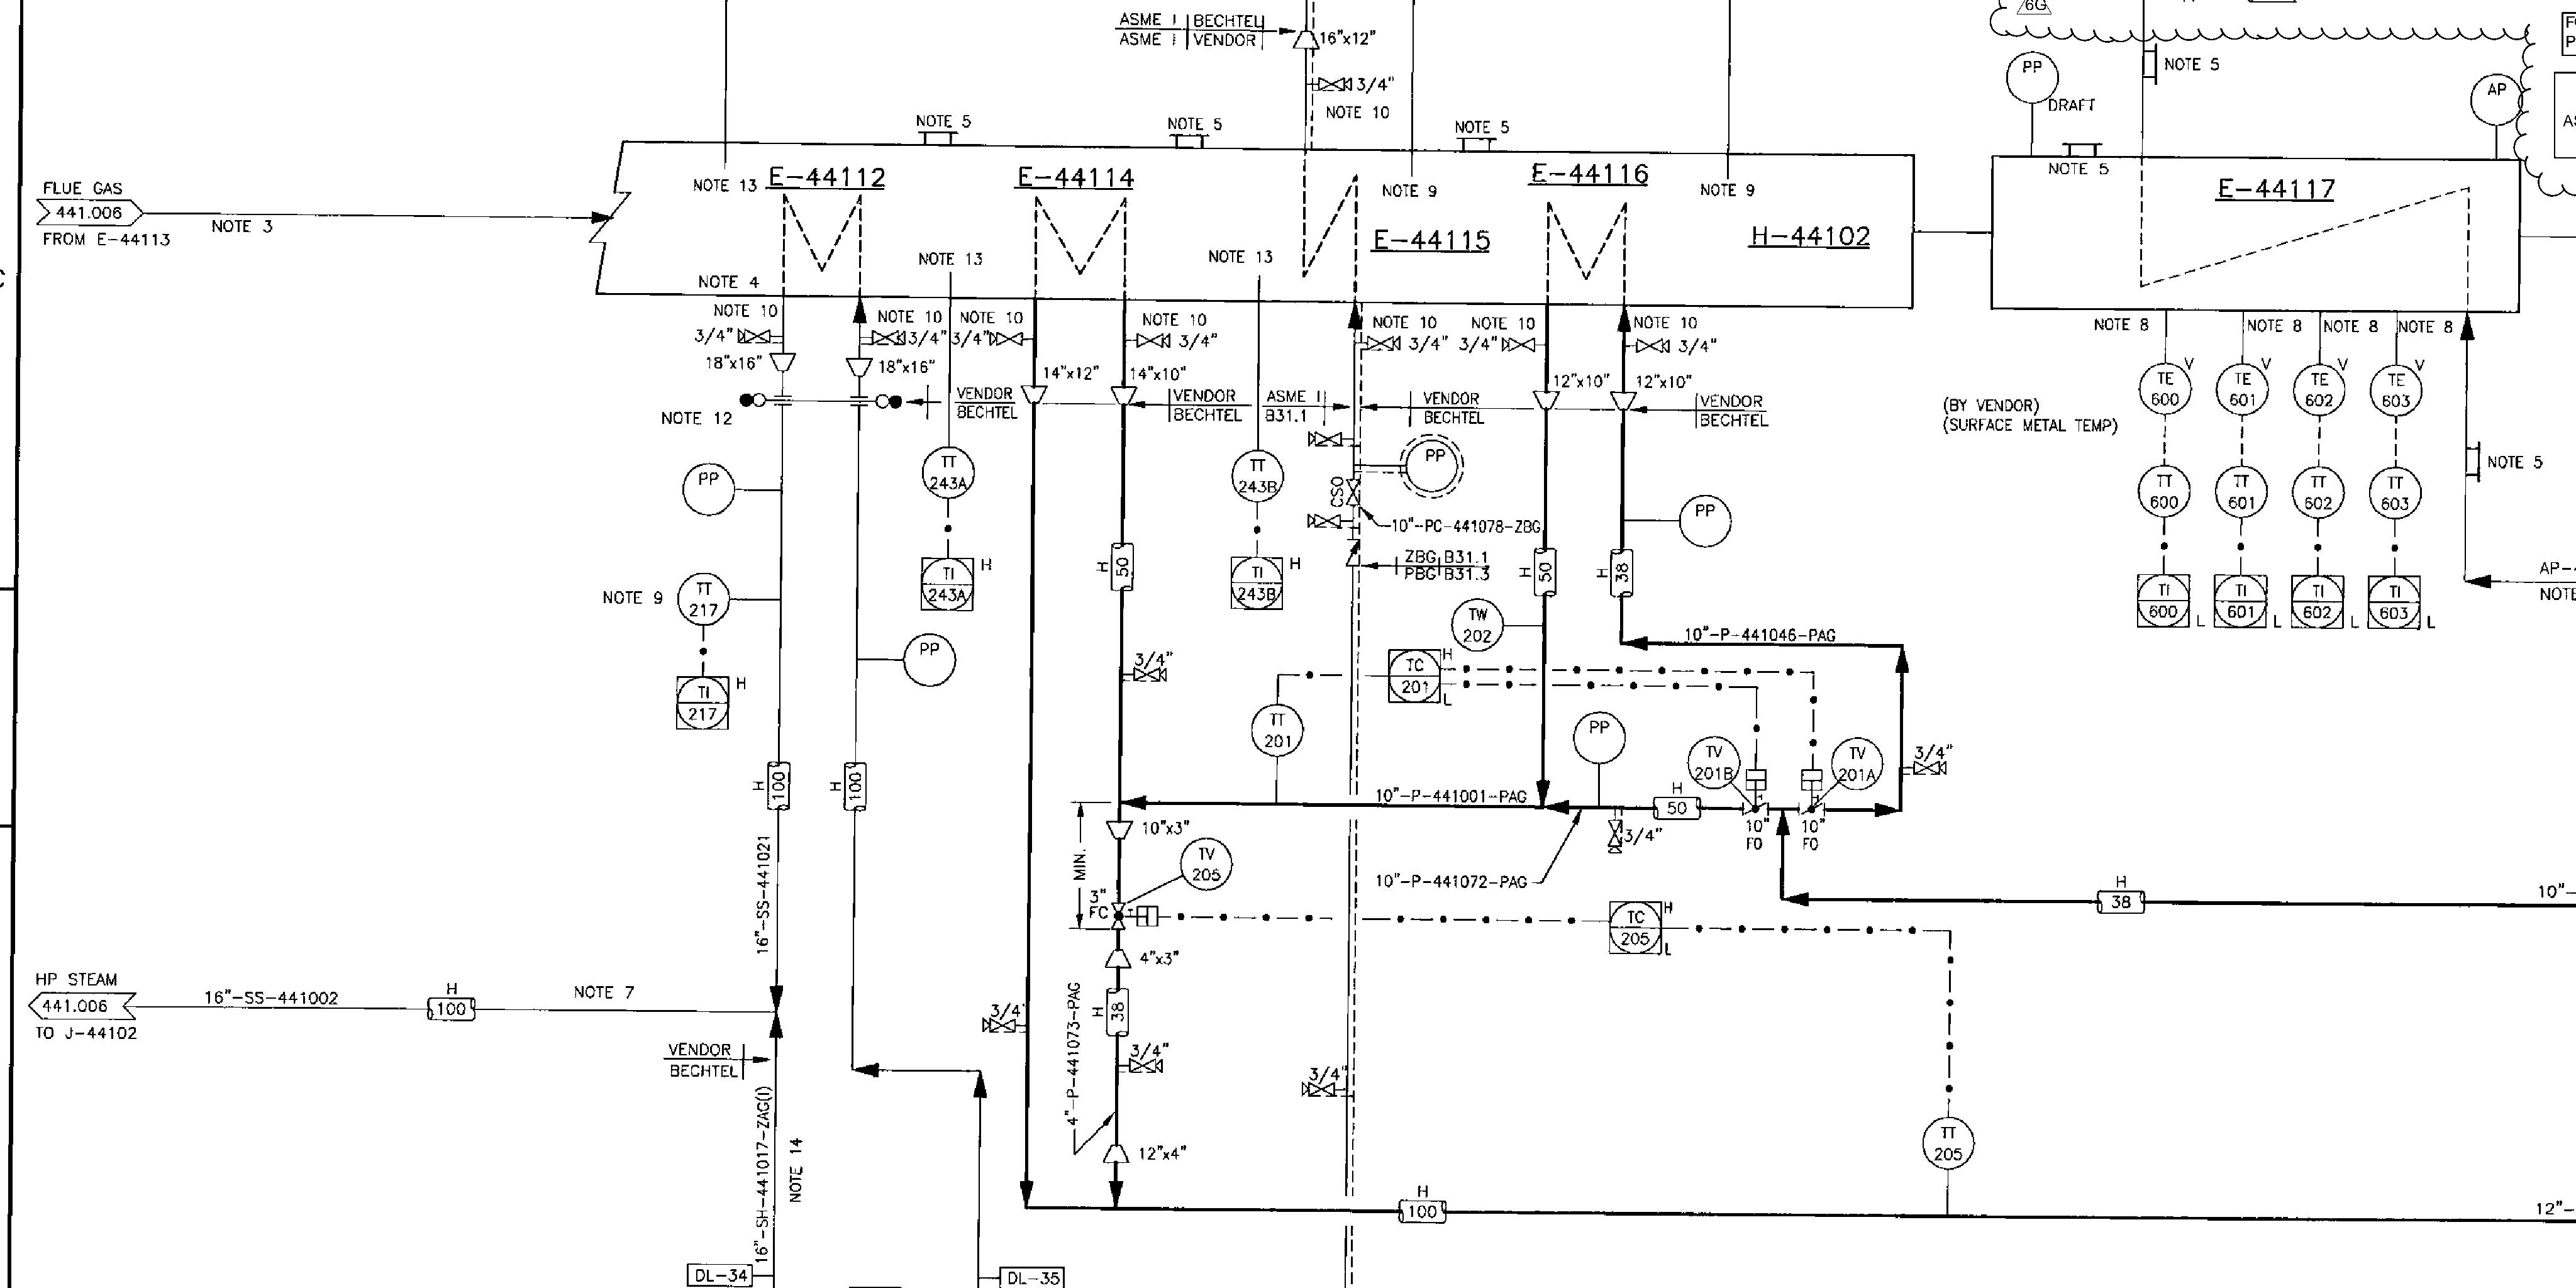 ASME I BECHTEL
ASME I VENDOR
16"x12"
3/4"
NOTE 10
6G
NOTE 5
PP
DRAFT
AP
NOTE 5
NOTE 5
NOTE 5
NOTE 5
FLUE GAS
441.006
FROM E-44113
NOTE 3
NOTE 13
E-44112
E-44114
NOTE 9
E-44116
NOTE 9
E-44117
E-44115
H-44102
NOTE 4
NOTE 13
NOTE 13
NOTE 10
3/4"
18"x16"
NOTE 10
3/4"
18"x16"
NOTE 10
3/4"
14"x12"
NOTE 10
3/4"
14"x10"
NOTE 10
3/4"
NOTE 10
3/4"
12"x10"
NOTE 10
3/4"
12"x10"
NOTE 8
NOTE 8
NOTE 8
NOTE 8
NOTE 12
VENDOR
BECHTEL
VENDOR
BECHTEL
ASME I
B31.1
VENDOR
BECHTEL
VENDOR
BECHTEL
(BY VENDOR)
(SURFACE METAL TEMP)
TE 600
V
TE 601
V
TE 602
V
TE 603
V
TT 600
TT 601
TT 602
TT 603
TI 600
L
TI 601
L
TI 602
L
TI 603
L
NOTE 5
AP-
NOTE
PP
TT 243A
TI 243A
H
TT 243B
TI 243B
H
PP
CSO
10"-PC-441078-ZBG
ZBG B31.1
PBG B31.3
PP
H
50
H
50
H
38
NOTE 9
TT 217
TI 217
H
PP
TW 202
10"-P-441046-PAG
3/4"
TC 201
H
L
TT 201
PP
TV 201B
TV 201A
3/4"
H
100
H
100
10"-P-441001-PAG
H
50
3/4"
10"
FO
10"
FO
10"x3"
MIN.
TV 205
3"
FC
10"-P-441072-PAG
H
38
10"-
TC 205
H
L
16"-SS-441021
4"x3"
HP STEAM
441.006
TO J-44102
16"-SS-441002
H
100
NOTE 7
3/4"
H
38
4"-P-441073-PAG
3/4"
3/4"
VENDOR
BECHTEL
16"-SH-441017-ZAG(I)
NOTE 14
12"x4"
TT 205
H
100
12"-
DL-34
DL-35